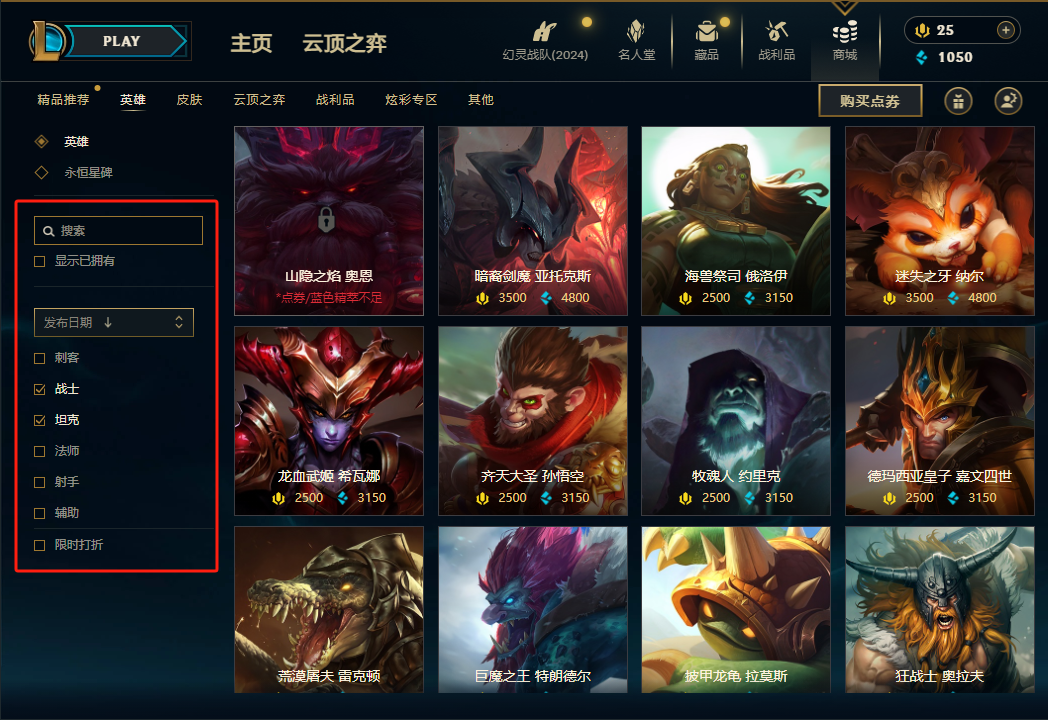 PLAY
主页
云顶之弈
幻灵战队(2024)
名人堂
藏品
战利品
商城
25
1050
精品推荐
英雄
皮肤
云顶之弈
战利品
炫彩专区
其他
购买点券
英雄
永恒星碑
搜索
显示已拥有
发布日期 ↓
刺客
战士
坦克
法师
射手
辅助
限时打折
山隐之焰 奥恩
*点券/蓝色精萃不足
暗裔剑魔 亚托克斯
3500 4800
海兽祭司 俄洛伊
2500 3150
迷失之牙 纳尔
3500 4800
龙血武姬 希瓦娜
2500 3150
齐天大圣 孙悟空
2500 3150
牧魂人 约里克
2500 3150
德玛西亚皇子 嘉文四世
2500 3150
荒漠屠夫 雷克顿
巨魔之王 特朗德尔
披甲龙龟 拉莫斯
狂战士 奥拉夫